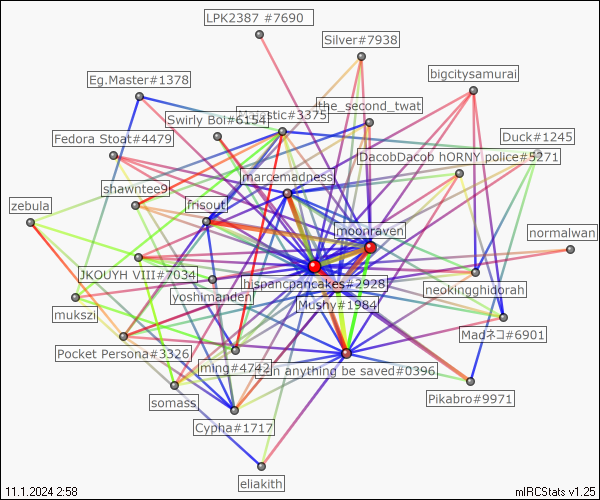 LPK2387 #7690
Silver#7938
bigcitysamurai
Eg.Master#1378
the_second_twat
Majestic#3375
Swirly Boi#6154
Fedora Stoat#4479
Duck#1245
DacobDacob hORNY police#5271
marcemadness
shawntee9
frisout
zebula
moonraven
normalwan
JKOUYH VIII#7034
hispancpancakes#2928
neokingghidorah
yoshimanden
Mushy#1984
mukszi
Madネコ#6901
Pocket Persona#3326
ming#4742
anything be saved#0396
somass
Pikabro#9971
Cypha#1717
eliakith
11.1.2024 2:58
mIRCStats v1.25